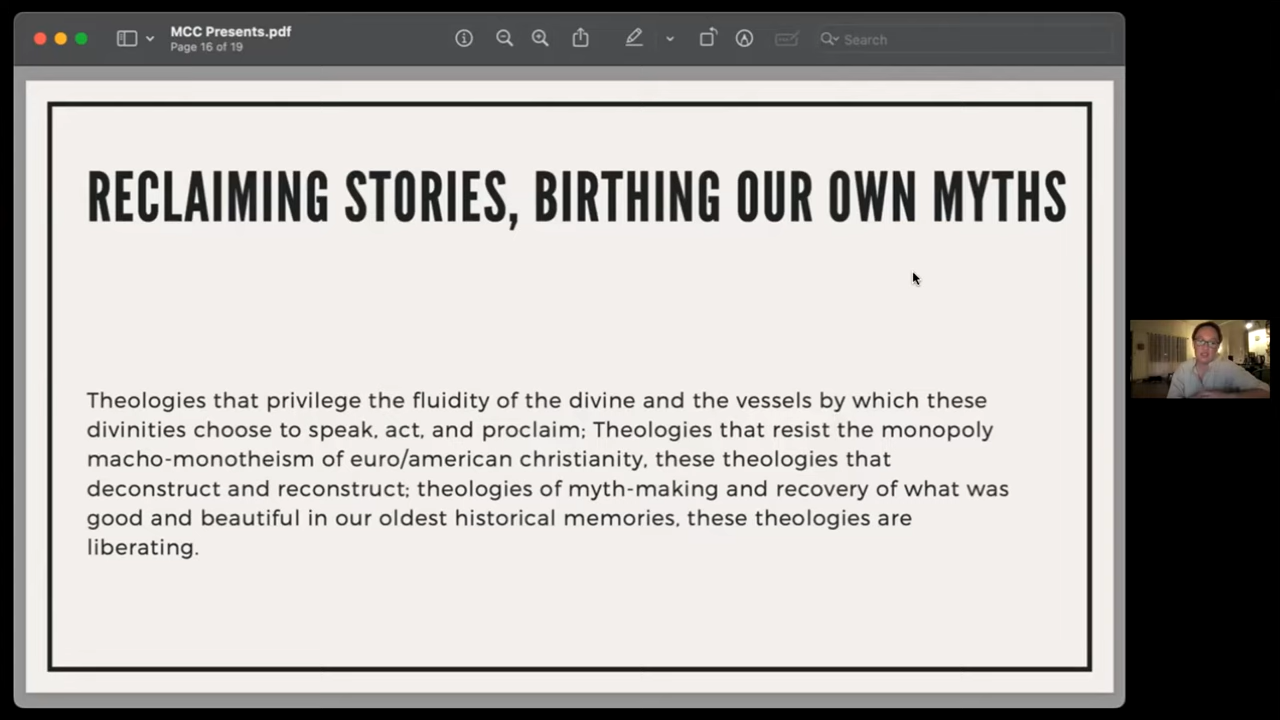 MCC Presents.pdf
Page 16 of 19
Search
RECLAIMING STORIES, BIRTHING OUR OWN MYTHS
Theologies that privilege the fluidity of the divine and the vessels by which these
divinities choose to speak, act, and proclaim; Theologies that resist the monopoly
macho-monotheism of euro/american christianity, these theologies that
deconstruct and reconstruct; theologies of myth-making and recovery of what was
good and beautiful in our oldest historical memories, these theologies are
liberating.